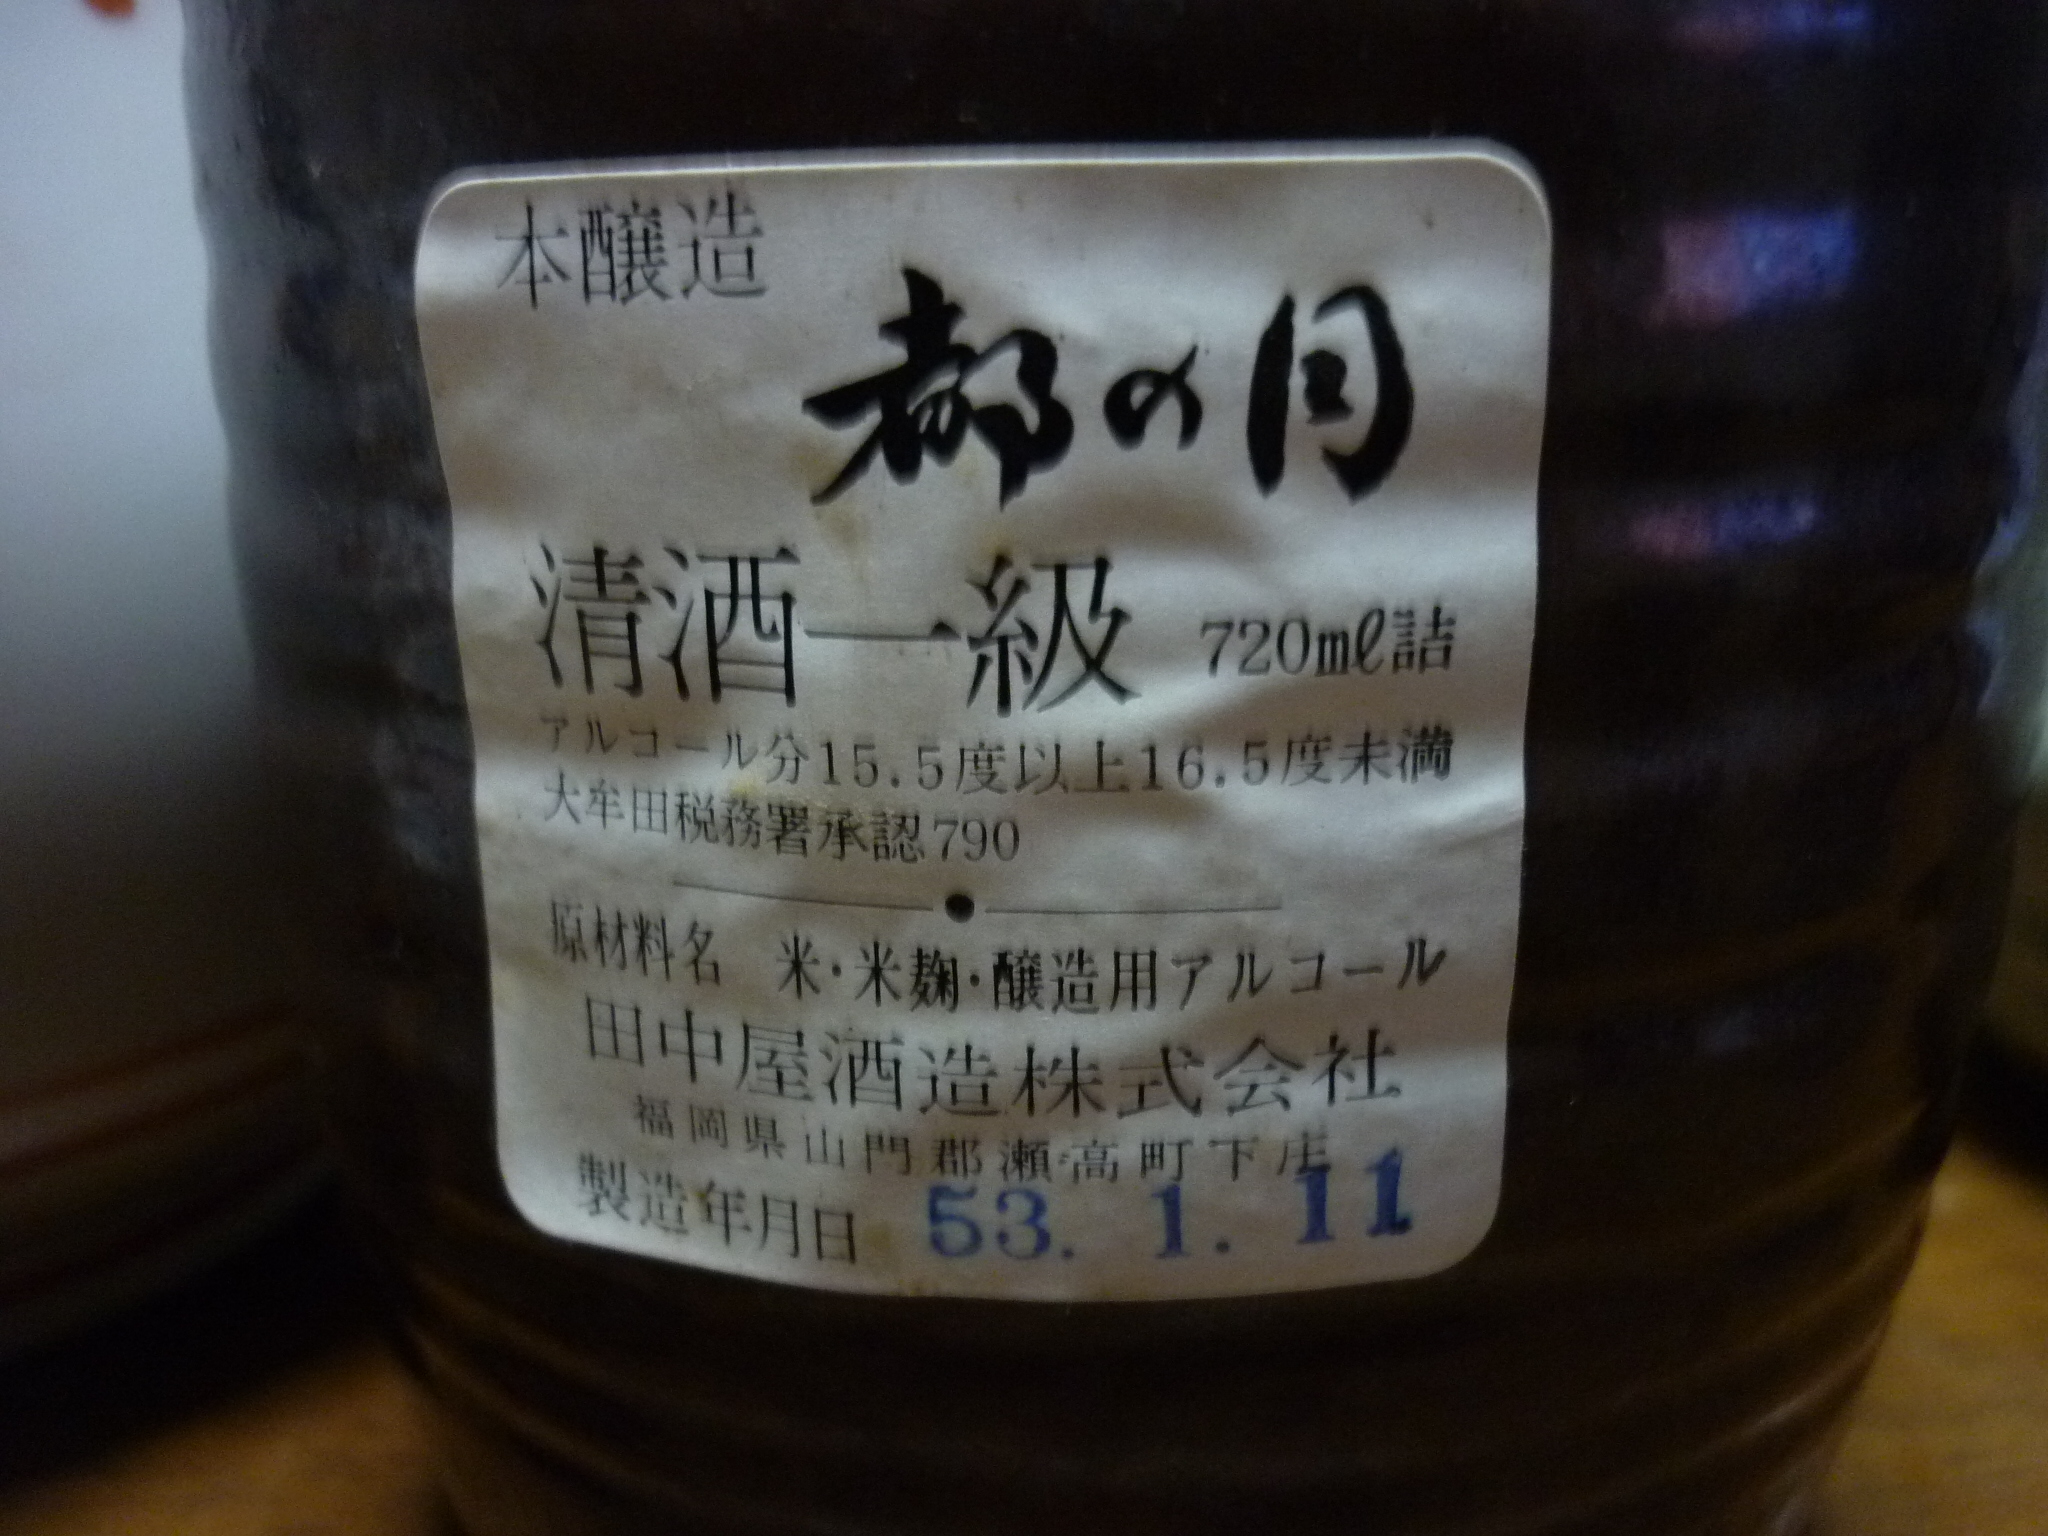 本醸造
都の月
清酒一級 720mℓ詰
アルコール分15.5度以上16.5度未満
大牟田税務署承認790
原材料名 米・米麹・醸造用アルコール
田中屋酒造株式会社
福岡県山門郡瀬高町下庄
製造年月日 53. 1. 11